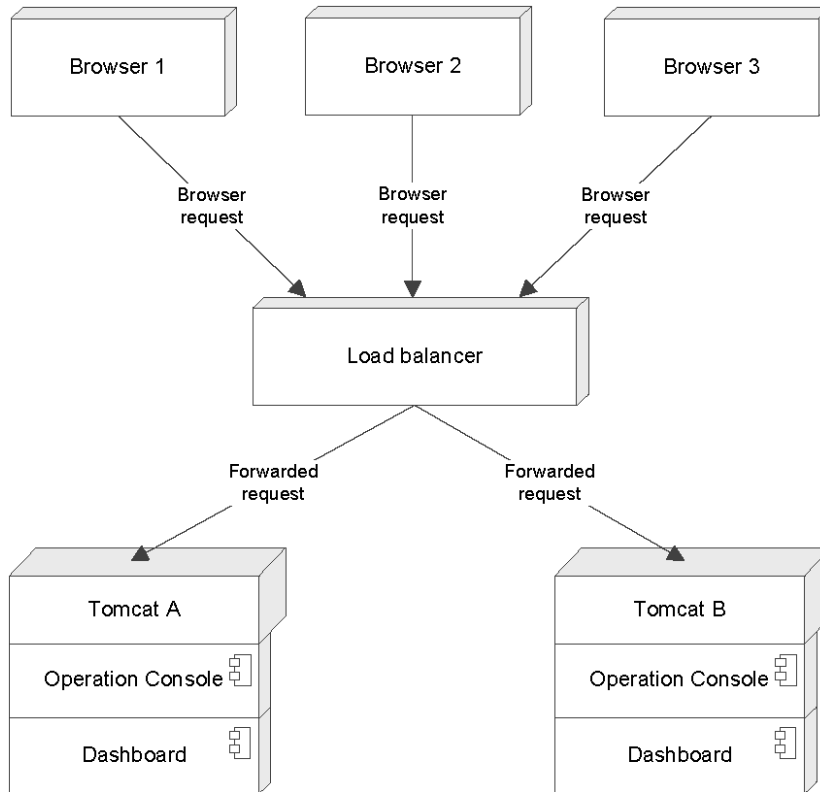 Browser 1
Browser 2
Browser 3
Browser
request
Browser
request
Browser
request
Load balancer
Forwarded
request
Forwarded
request
Tomcat A
Operation Console
Dashboard
Tomcat B
Operation Console
Dashboard